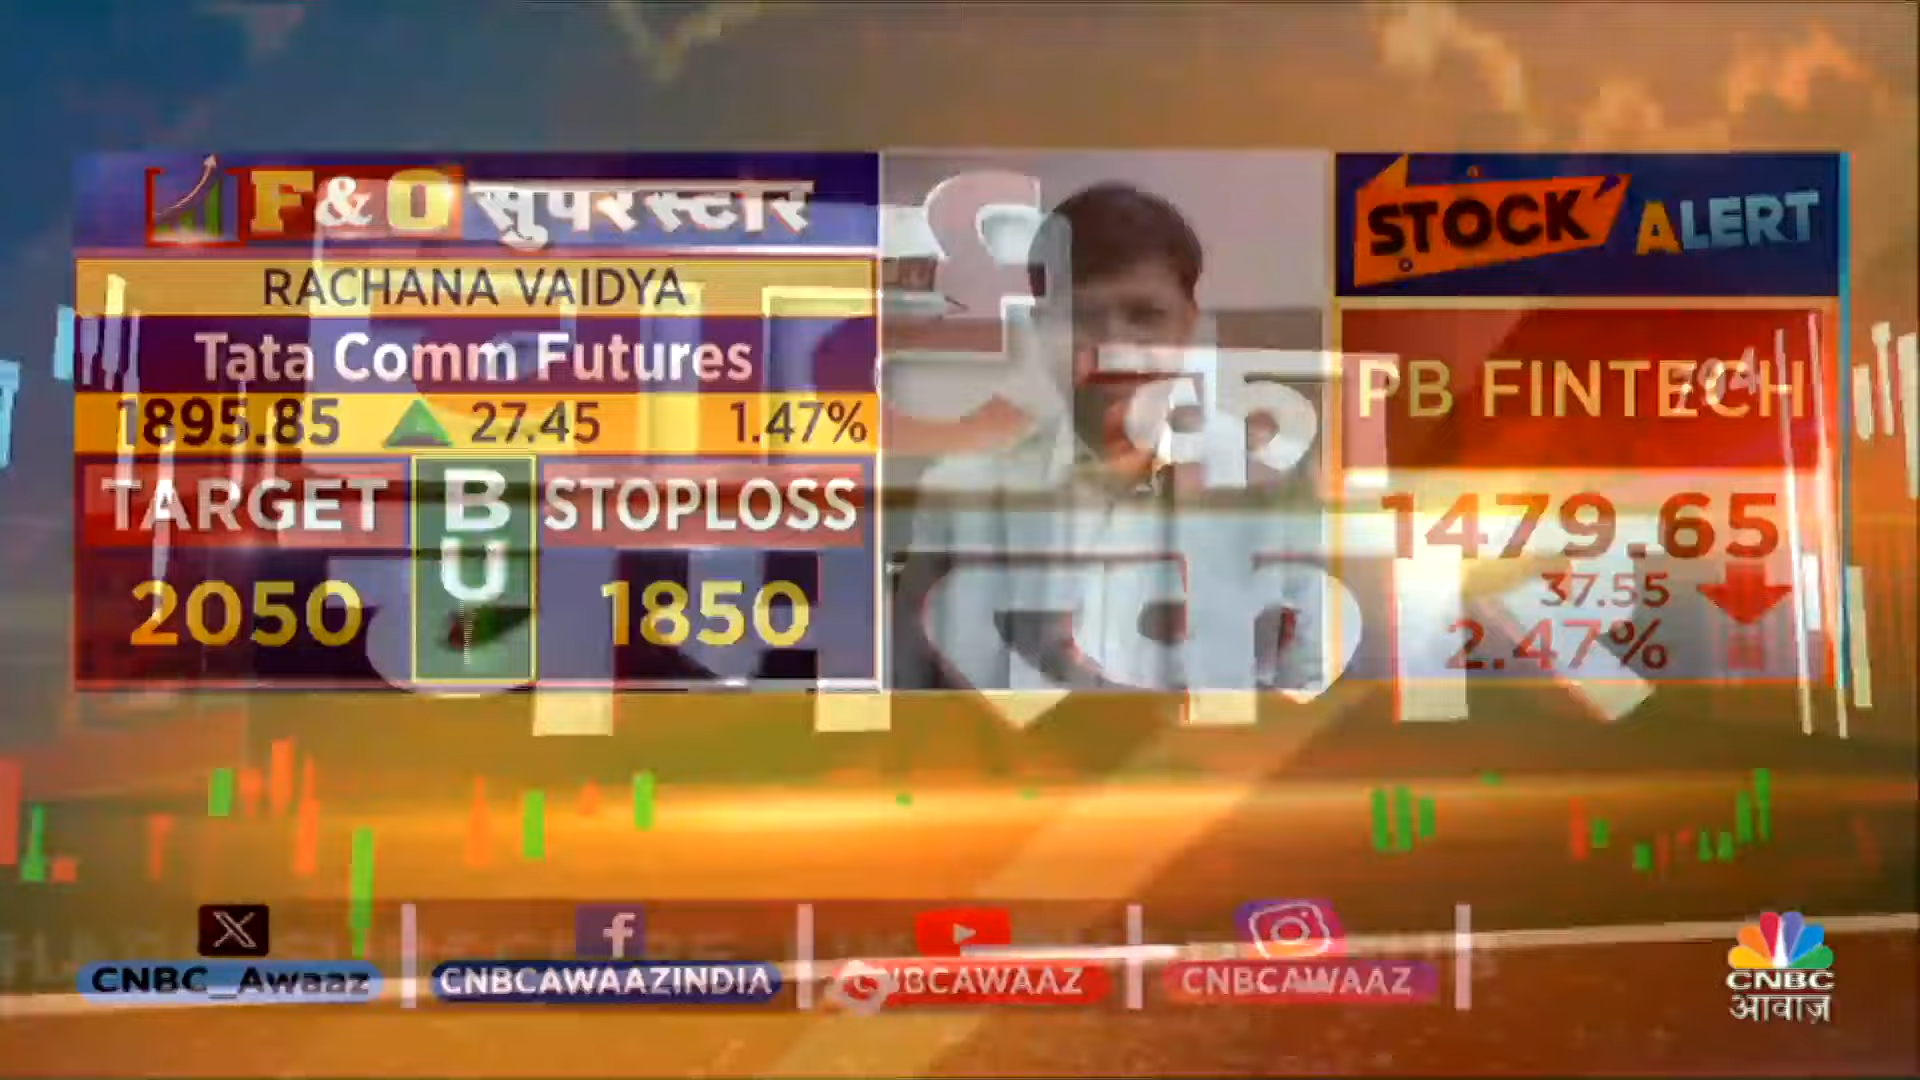 F&O सुपरस्टार
RACHANA VAIDYA
Tata Comm Futures
1895.85 27.45 1.47%
TARGET
2050
B
U
STOPLOSS
1850
STOCK ALERT
PB FINTECH
1479.65
37.55
2.47%
CNBC_Awaaz
CNBCAWAAZINDIA
CNBCAWAAZ
CNBCAWAAZ
CNBC
आवाज़